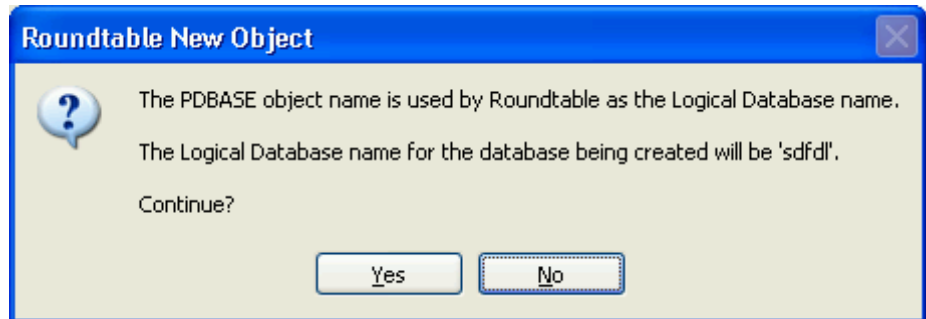 Roundtable New Object
The PDBASE object name is used by Roundtable as the Logical Database name.
The Logical Database name for the database being created will be 'sdfdl'.
Continue?
Yes
No